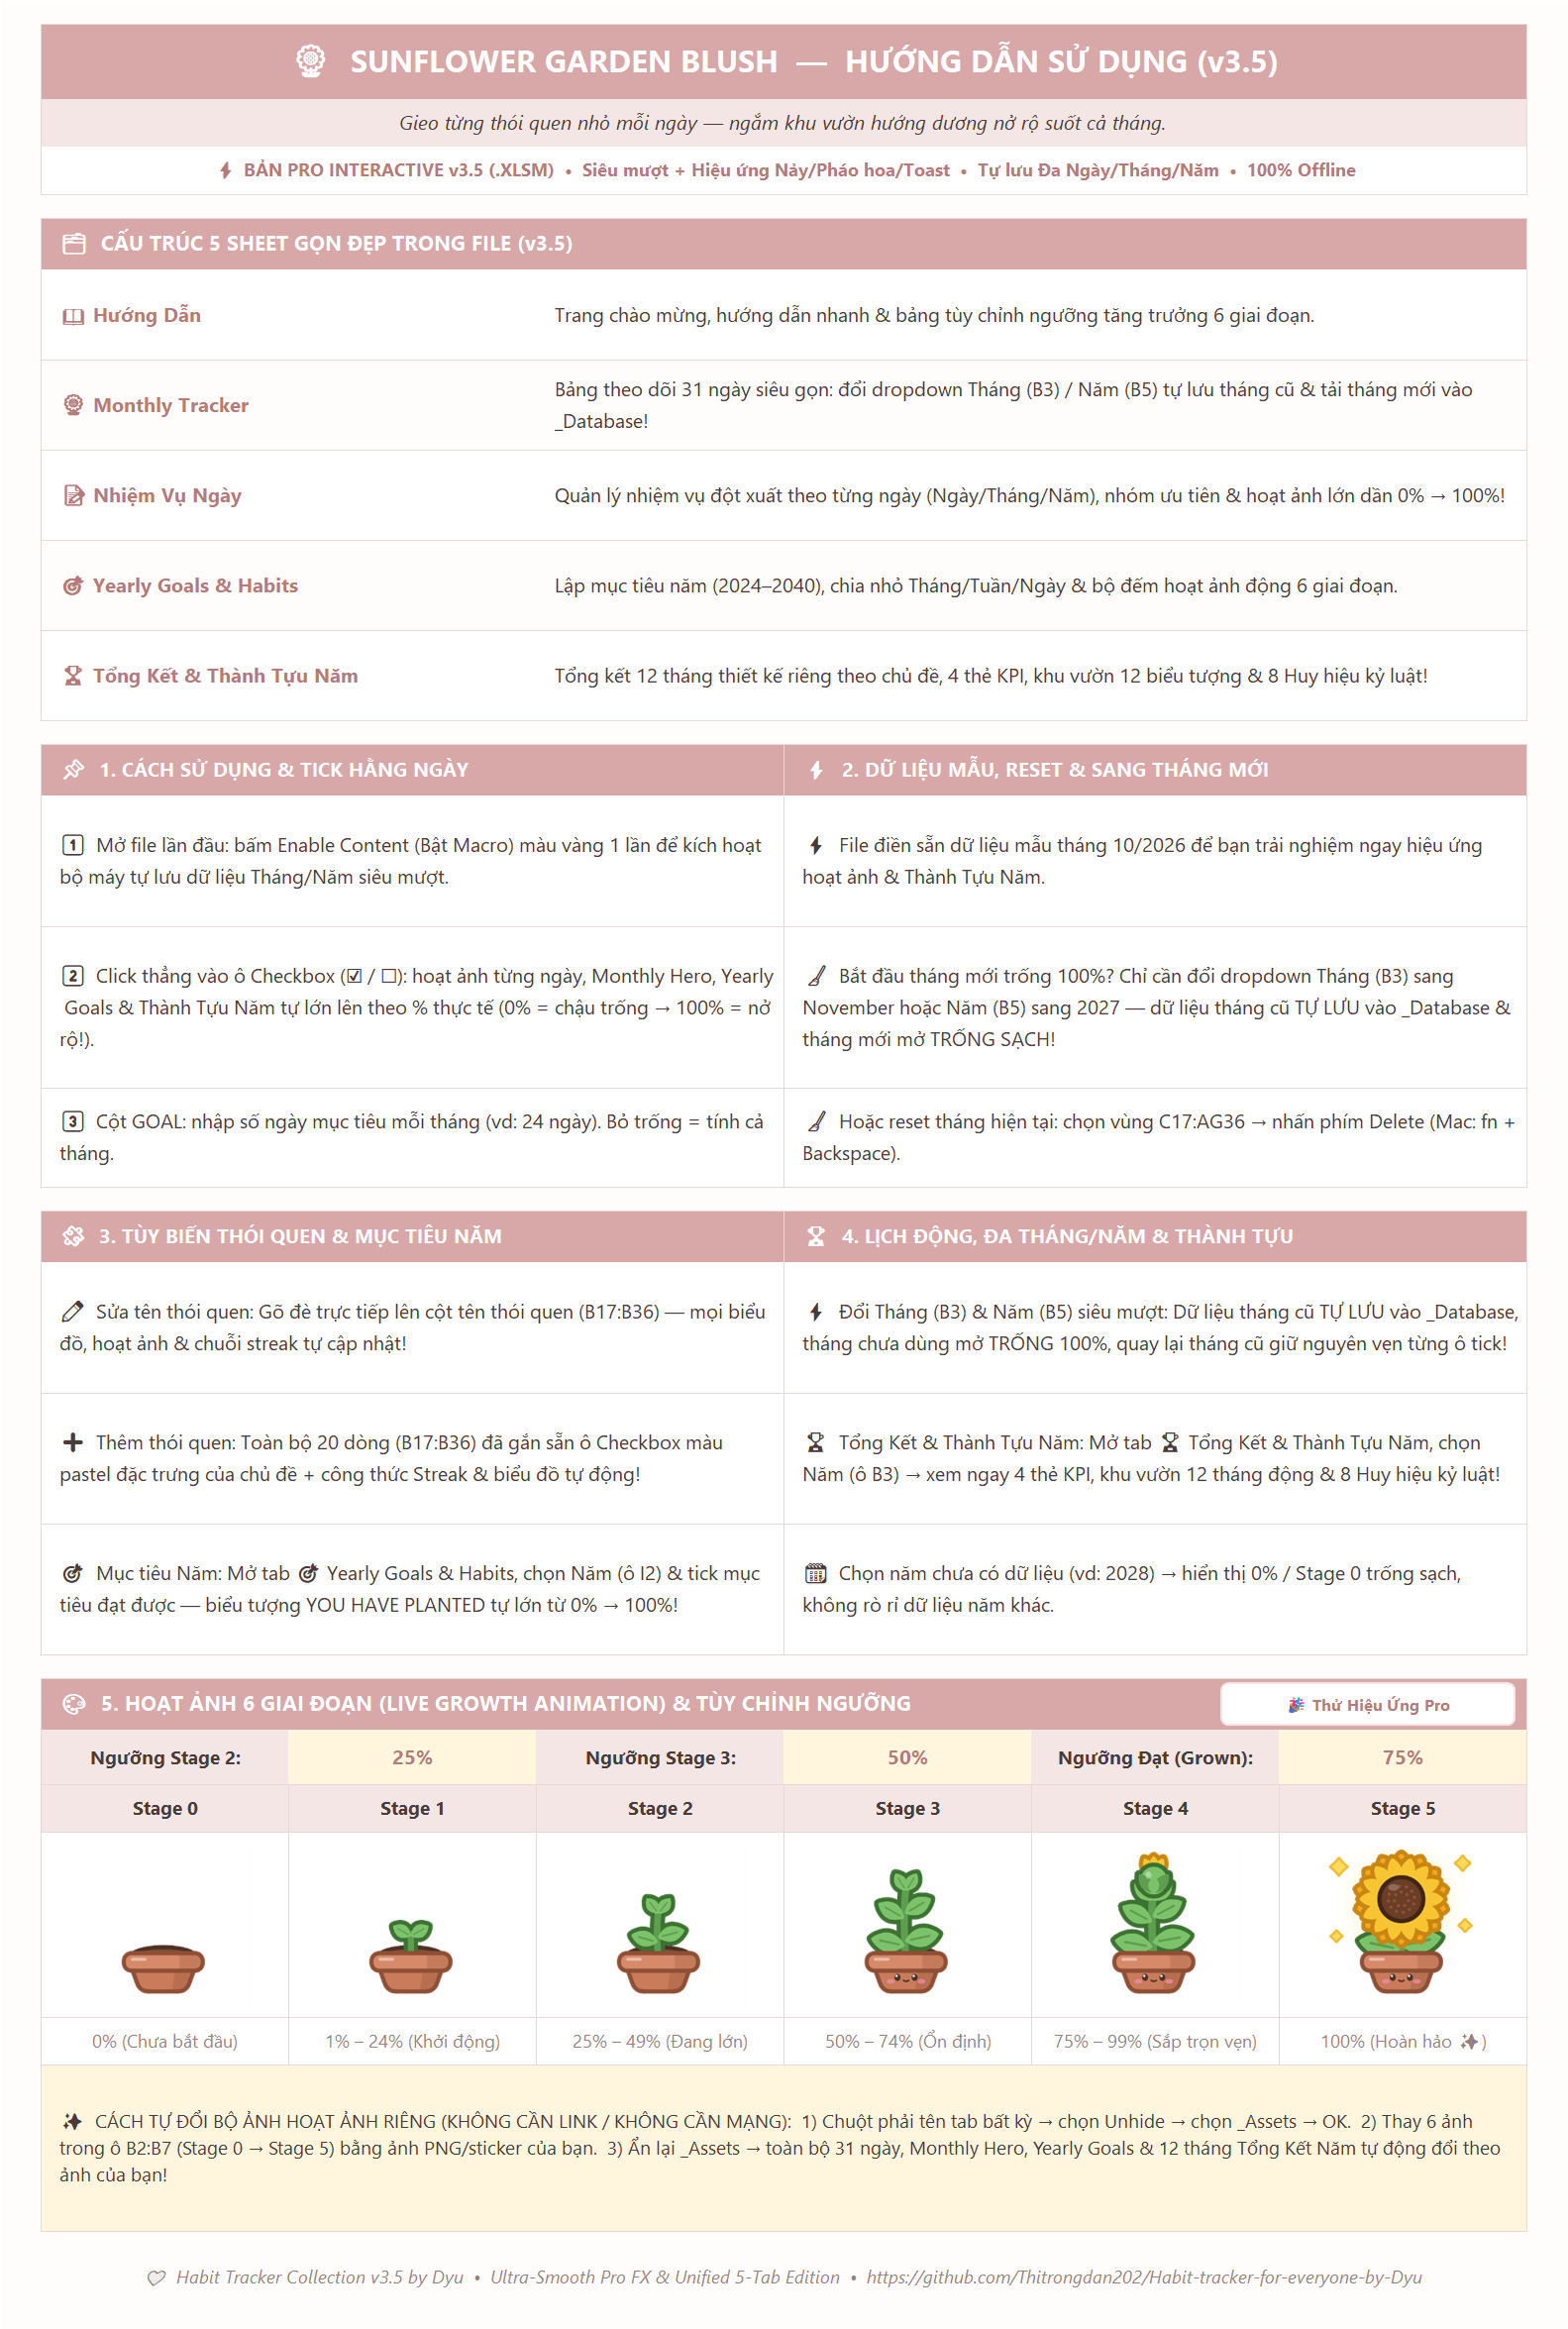 🌻 SUNFLOWER GARDEN BLUSH — HƯỚNG DẪN SỬ DỤNG (v3.5)
Gieo từng thói quen nhỏ mỗi ngày — ngắm khu vườn hướng dương nở rộ suốt cả tháng.
⚡ BẢN PRO INTERACTIVE v3.5 (.XLSM) • Siêu mượt + Hiệu ứng Nảy/Pháo hoa/Toast • Tự lưu Đa Ngày/Tháng/Năm • 100% Offline
🗂 CẤU TRÚC 5 SHEET GỌN ĐẸP TRONG FILE (v3.5)
📖 Hướng Dẫn
Trang chào mừng, hướng dẫn nhanh & bảng tùy chỉnh ngưỡng tăng trưởng 6 giai đoạn.
🌻 Monthly Tracker
Bảng theo dõi 31 ngày siêu gọn: đổi dropdown Tháng (B3) / Năm (B5) tự lưu tháng cũ & tải tháng mới vào
_Database!
📝 Nhiệm Vụ Ngày
Quản lý nhiệm vụ đột xuất theo từng ngày (Ngày/Tháng/Năm), nhóm ưu tiên & hoạt ảnh lớn dần 0% → 100%!
🎯 Yearly Goals & Habits
Lập mục tiêu năm (2024–2040), chia nhỏ Tháng/Tuần/Ngày & bộ đếm hoạt ảnh động 6 giai đoạn.
🏆 Tổng Kết & Thành Tựu Năm
Tổng kết 12 tháng thiết kế riêng theo chủ đề, 4 thẻ KPI, khu vườn 12 biểu tượng & 8 Huy hiệu kỷ luật!
📌 1. CÁCH SỬ DỤNG & TICK HẰNG NGÀY
1️⃣ Mở file lần đầu: bấm Enable Content (Bật Macro) màu vàng 1 lần để kích hoạt
bộ máy tự lưu dữ liệu Tháng/Năm siêu mượt.
2️⃣ Click thẳng vào ô Checkbox (☑ / ☐): hoạt ảnh từng ngày, Monthly Hero, Yearly
Goals & Thành Tựu Năm tự lớn lên theo % thực tế (0% = chậu trống → 100% = nở
rộ!).
3️⃣ Cột GOAL: nhập số ngày mục tiêu mỗi tháng (vd: 24 ngày). Bỏ trống = tính cả
tháng.
⚡ 2. DỮ LIỆU MẪU, RESET & SANG THÁNG MỚI
⚡ File điền sẵn dữ liệu mẫu tháng 10/2026 để bạn trải nghiệm ngay hiệu ứng
hoạt ảnh & Thành Tựu Năm.
🧹 Bắt đầu tháng mới trống 100%? Chỉ cần đổi dropdown Tháng (B3) sang
November hoặc Năm (B5) sang 2027 — dữ liệu tháng cũ TỰ LƯU vào _Database &
tháng mới mở TRỐNG SẠCH!
🧹 Hoặc reset tháng hiện tại: chọn vùng C17:AG36 → nhấn phím Delete (Mac: fn +
Backspace).
🧩 3. TÙY BIẾN THÓI QUEN & MỤC TIÊU NĂM
✏ Sửa tên thói quen: Gõ đè trực tiếp lên cột tên thói quen (B17:B36) — mọi biểu
đồ, hoạt ảnh & chuỗi streak tự cập nhật!
➕ Thêm thói quen: Toàn bộ 20 dòng (B17:B36) đã gắn sẵn ô Checkbox màu
pastel đặc trưng của chủ đề + công thức Streak & biểu đồ tự động!
🎯 Mục tiêu Năm: Mở tab 🎯 Yearly Goals & Habits, chọn Năm (ô I2) & tick mục
tiêu đạt được — biểu tượng YOU HAVE PLANTED tự lớn từ 0% → 100%!
🏆 4. LỊCH ĐỘNG, ĐA THÁNG/NĂM & THÀNH TỰU
⚡ Đổi Tháng (B3) & Năm (B5) siêu mượt: Dữ liệu tháng cũ TỰ LƯU vào _Database,
tháng chưa dùng mở TRỐNG 100%, quay lại tháng cũ giữ nguyên vẹn từng ô tick!
🏆 Tổng Kết & Thành Tựu Năm: Mở tab 🏆 Tổng Kết & Thành Tựu Năm, chọn
Năm (ô B3) → xem ngay 4 thẻ KPI, khu vườn 12 tháng động & 8 Huy hiệu kỷ luật!
🗓 Chọn năm chưa có dữ liệu (vd: 2028) → hiển thị 0% / Stage 0 trống sạch,
không rò rỉ dữ liệu năm khác.
🎨 5. HOẠT ẢNH 6 GIAI ĐOẠN (LIVE GROWTH ANIMATION) & TÙY CHỈNH NGƯỠNG
🎉 Thử Hiệu Ứng Pro
Ngưỡng Stage 2: 25% Ngưỡng Stage 3: 50% Ngưỡng Đạt (Grown): 75%
Stage 0 Stage 1 Stage 2 Stage 3 Stage 4 Stage 5
0% (Chưa bắt đầu) 1% – 24% (Khởi động) 25% – 49% (Đang lớn) 50% – 74% (Ổn định) 75% – 99% (Sắp trọn vẹn) 100% (Hoàn hảo ✨)
✨ CÁCH TỰ ĐỔI BỘ ẢNH HOẠT ẢNH RIÊNG (KHÔNG CẦN LINK / KHÔNG CẦN MẠNG): 1) Chuột phải tên tab bất kỳ → chọn Unhide → chọn _Assets → OK. 2) Thay 6 ảnh
trong ô B2:B7 (Stage 0 → Stage 5) bằng ảnh PNG/sticker của bạn. 3) Ẩn lại _Assets → toàn bộ 31 ngày, Monthly Hero, Yearly Goals & 12 tháng Tổng Kết Năm tự động đổi theo
ảnh của bạn!
🤍 Habit Tracker Collection v3.5 by Dyu • Ultra-Smooth Pro FX & Unified 5-Tab Edition • https://github.com/Thitrongdan202/Habit-tracker-for-everyone-by-Dyu